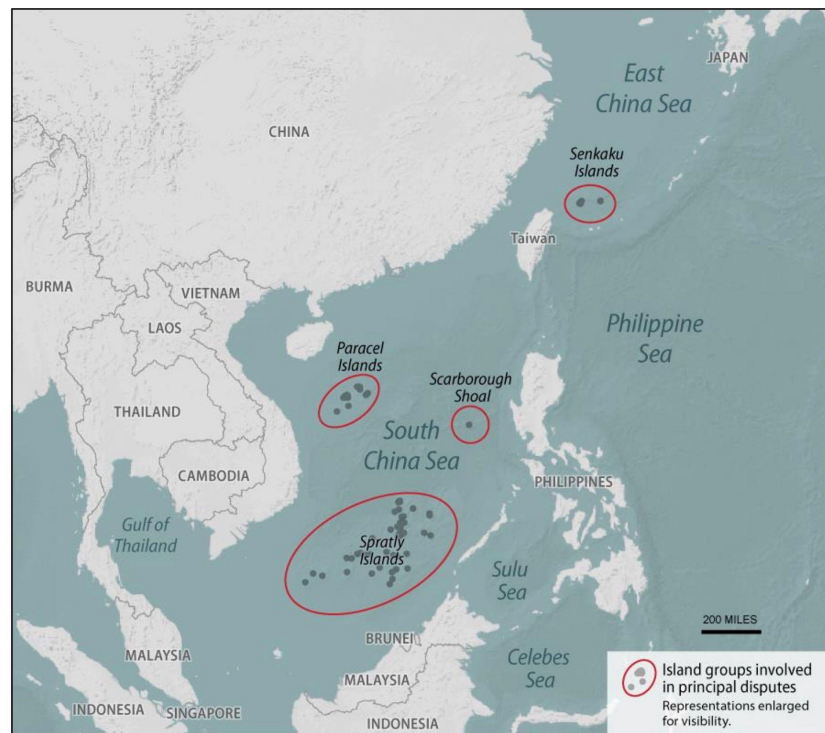 JAPAN
East
China Sea
CHINA
Senkaku
Islands
Taiwan
BURMA
VIETNAM
LAOS
Philippine
Sea
Paracel
Islands
Scarborough
Shoal
THAILAND
South
China Sea
CAMBODIA
PHILIPPINES
Gulf of
Thailand
Spratly
Islands
Sulu
Sea
200 MILES
BRUNEI
MALAYSIA
Celebes
Sea
MALAYSIA
INDONESIA
SINGAPORE
INDONESIA
Island groups involved
in principal disputes
Representations enlarged
for visibility.